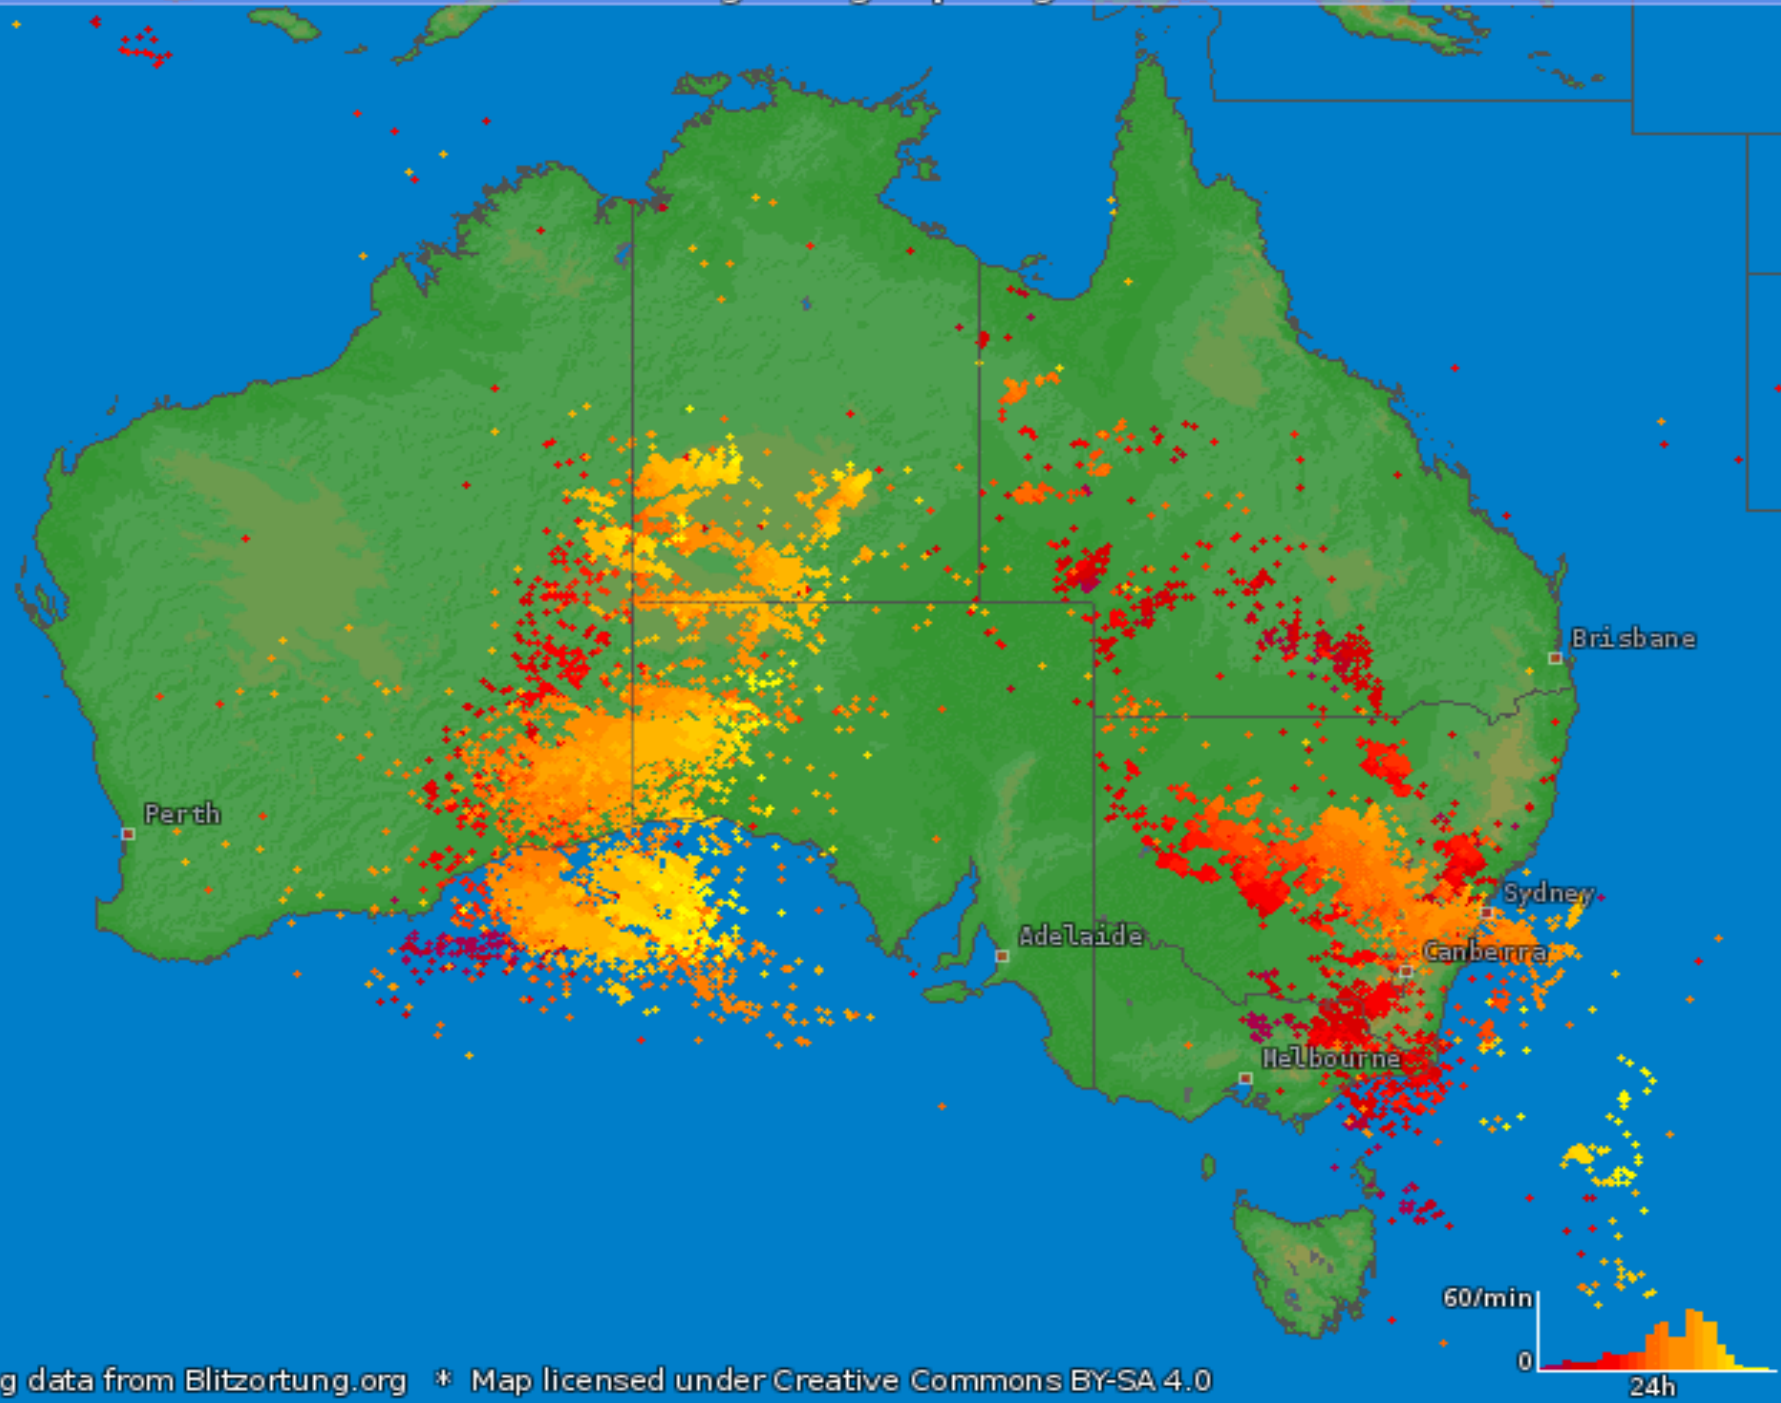 Brisbane
Perth
Sydney
Adelaide
Canberra
Melbourne
60/min
0
24h
g data from Blitzortung.org * Map licensed under Creative Commons BY-SA 4.0